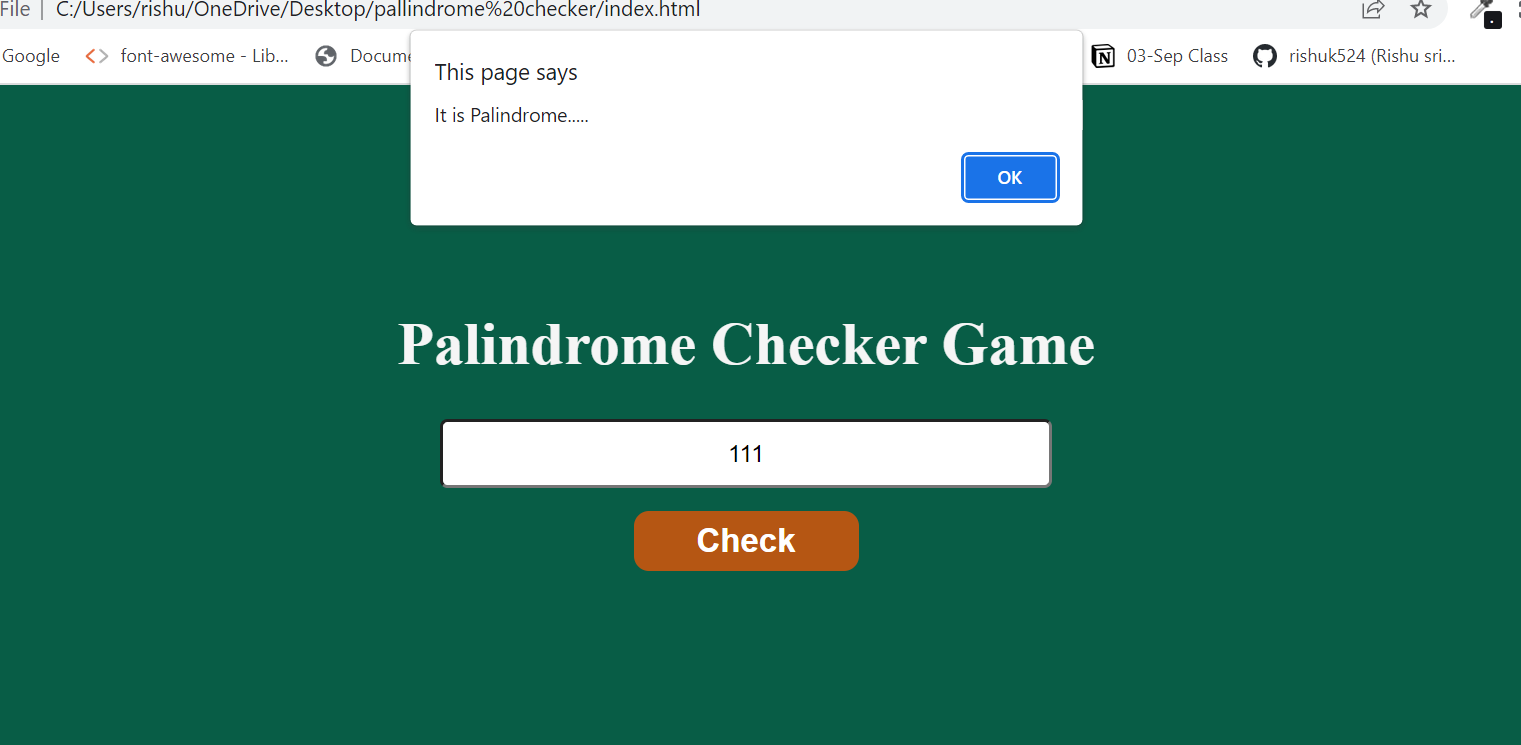 File | C:/Users/rishu/OneDrive/Desktop/pallindrome%20checker/index.html
Google font-awesome - Lib... 03-Sep Class rishuk524 (Rishu sri...
This page says
It is Palindrome.....
OK
Palindrome Checker Game
111
Check